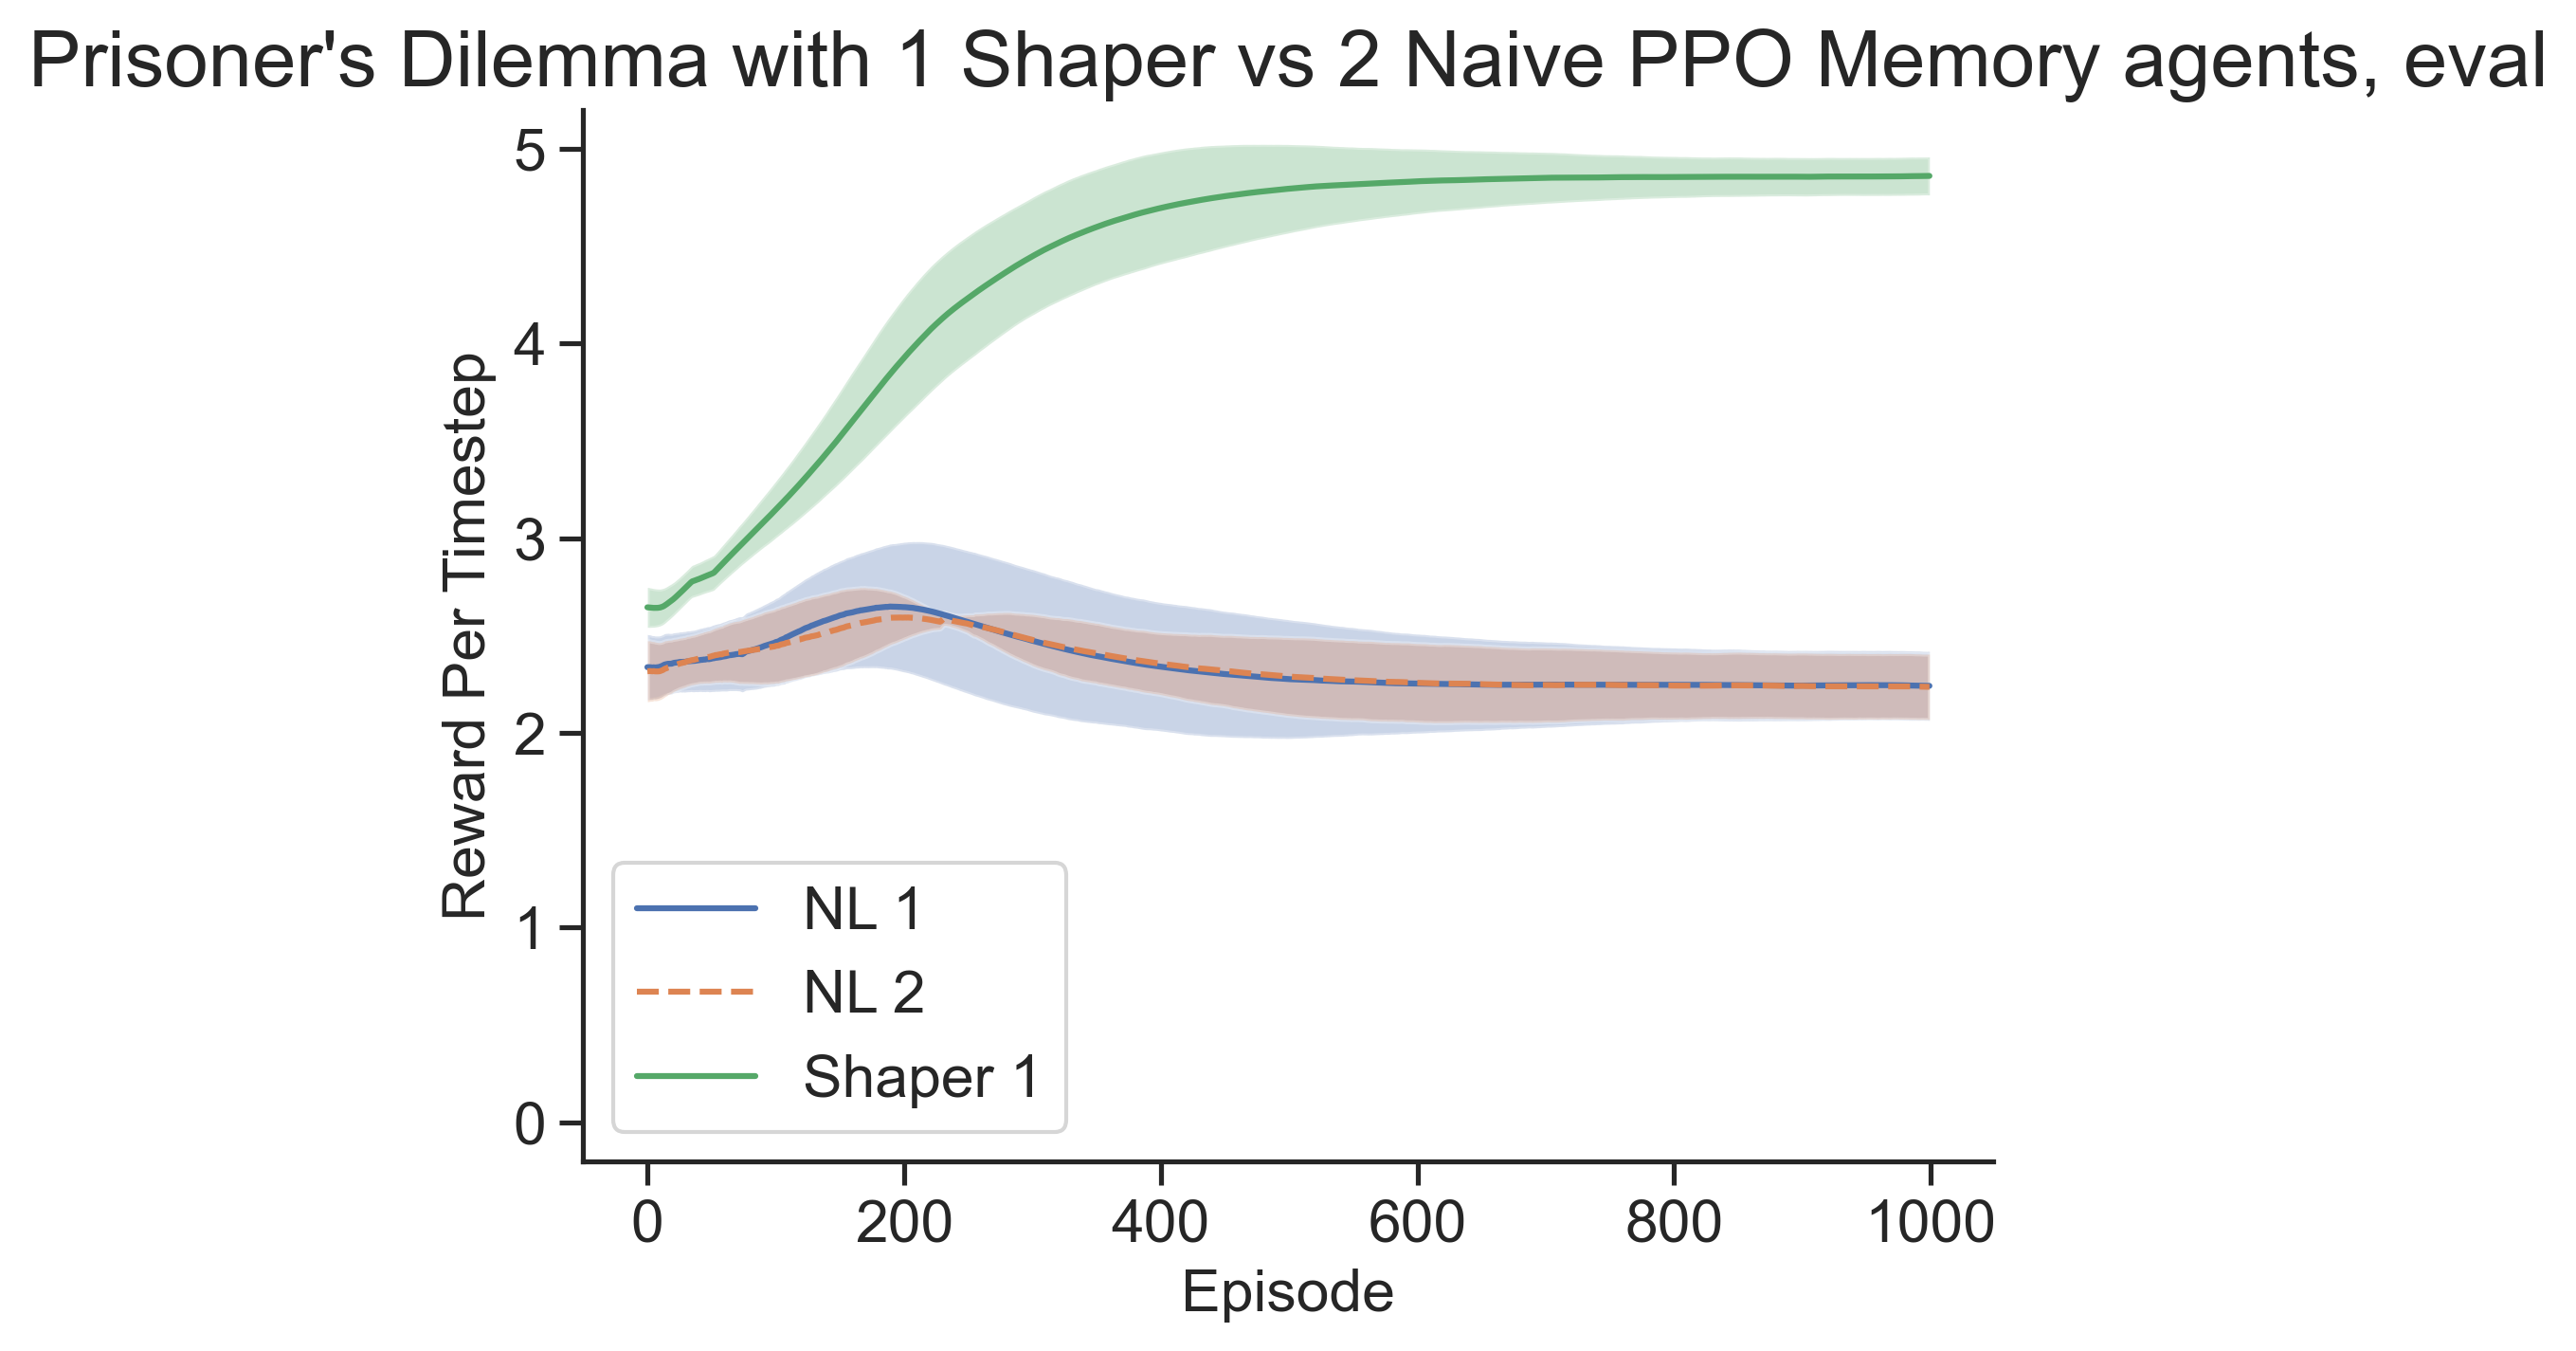 Prisoner's Dilemma with 1 Shaper vs 2 Naive PPO Memory agents, eval
5
4
3
2
1
0
Reward Per Timestep
NL 1
NL 2
Shaper 1
0 200 400 600 800 1000
Episode